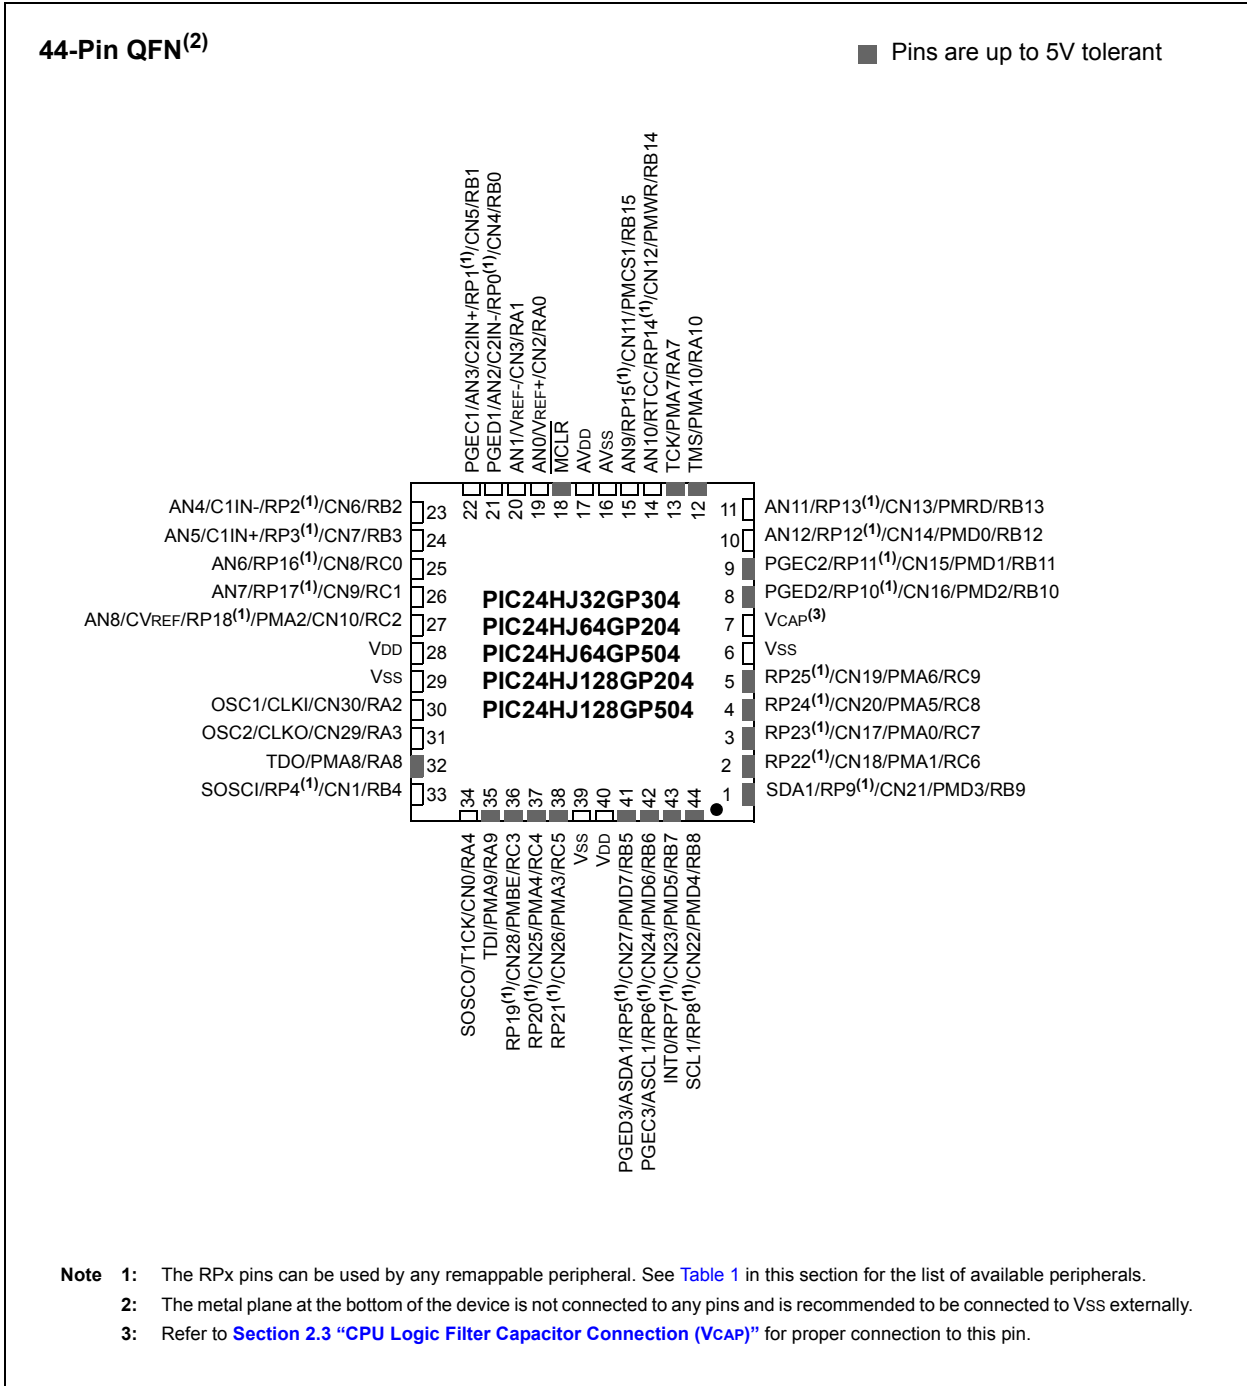 44-Pin QFN(2)
Pins are up to 5V tolerant
PGEC1/AN3/C2IN+/RP1(1)/CN5/RB1
PGED1/AN2/C2IN-/RP0(1)/CN4/RB0
AN1/VREF-/CN3/RA1
AN0/VREF+/CN2/RA0
MCLR
AVDD
AVSS
AN9/RP15(1)/CN11/PMCS1/RB15
AN10/RTCC/RP14(1)/CN12/PMWR/RB14
TCK/PMA7/RA7
TMS/PMA10/RA10
22 21 20 19 18 17 16 15 14 13 12
AN4/C1IN-/RP2(1)/CN6/RB2 23
AN5/C1IN+/RP3(1)/CN7/RB3 24
AN6/RP16(1)/CN8/RC0 25
AN7/RP17(1)/CN9/RC1 26
AN8/CVREF/RP18(1)/PMA2/CN10/RC2 27
VDD 28
VSS 29
OSC1/CLKI/CN30/RA2 30
OSC2/CLKO/CN29/RA3 31
TDO/PMA8/RA8 32
SOSCI/RP4(1)/CN1/RB4 33
PIC24HJ32GP304
PIC24HJ64GP204
PIC24HJ64GP504
PIC24HJ128GP204
PIC24HJ128GP504
11 AN11/RP13(1)/CN13/PMRD/RB13
10 AN12/RP12(1)/CN14/PMD0/RB12
9 PGEC2/RP11(1)/CN15/PMD1/RB11
8 PGED2/RP10(1)/CN16/PMD2/RB10
7 VCAP(3)
6 VSS
5 RP25(1)/CN19/PMA6/RC9
4 RP24(1)/CN20/PMA5/RC8
3 RP23(1)/CN17/PMA0/RC7
2 RP22(1)/CN18/PMA1/RC6
1 SDA1/RP9(1)/CN21/PMD3/RB9
34 35 36 37 38 39 40 41 42 43 44
SOSCO/T1CK/CN0/RA4
TDI/PMA9/RA9
RP19(1)/CN28/PMBE/RC3
RP20(1)/CN25/PMA4/RC4
RP21(1)/CN26/PMA3/RC5
VSS
VDD
PGED3/ASDA1/RP5(1)/CN27/PMD7/RB5
PGEC3/ASCL1/RP6(1)/CN24/PMD6/RB6
INT0/RP7(1)/CN23/PMD5/RB7
SCL1/RP8(1)/CN22/PMD4/RB8
Note 1: The RPx pins can be used by any remappable peripheral. See Table 1 in this section for the list of available peripherals.
2: The metal plane at the bottom of the device is not connected to any pins and is recommended to be connected to VSS externally.
3: Refer to Section 2.3 “CPU Logic Filter Capacitor Connection (VCAP)” for proper connection to this pin.